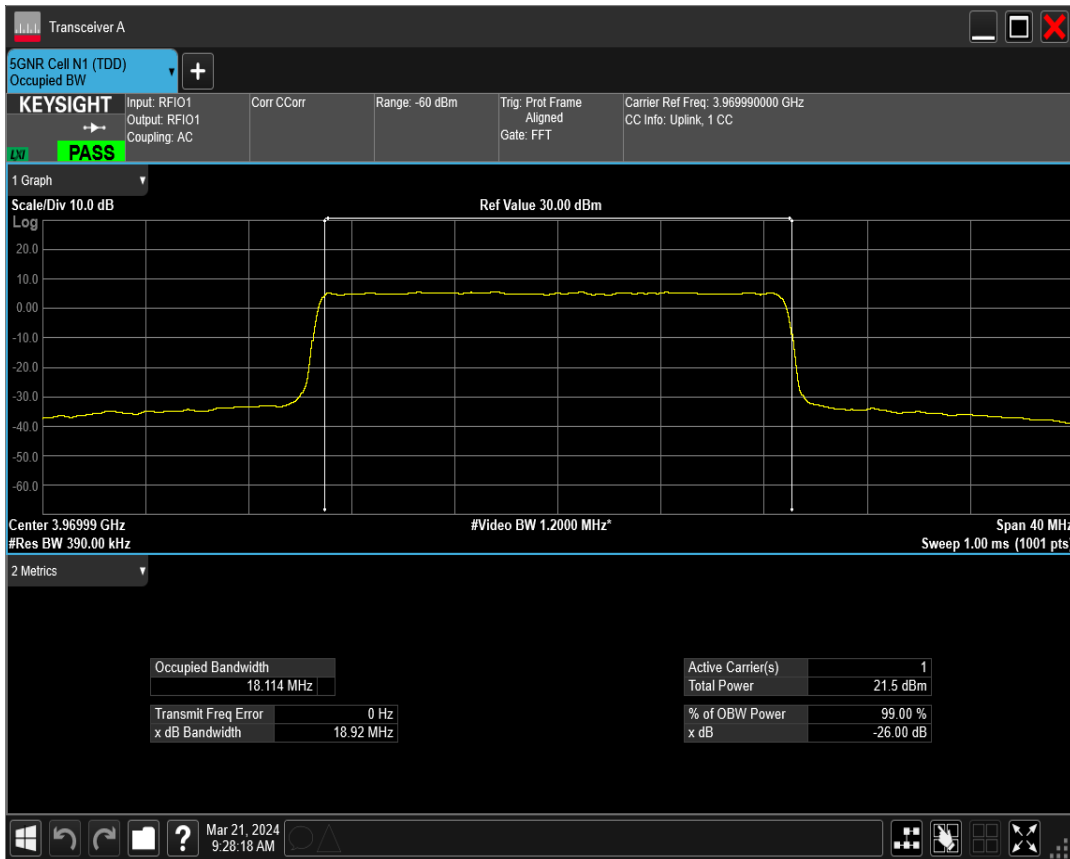 Transceiver A
5GNR Cell N1 (TDD)
Occupied BW
+
KEYSIGHT
LXI
PASS
Input: RFIO1
Output: RFIO1
Coupling: AC
Corr CCorr
Range: -60 dBm
Trig: Prot Frame
Aligned
Gate: FFT
Carrier Ref Freq: 3.969990000 GHz
CC Info: Uplink, 1 CC
1 Graph
Scale/Div 10.0 dB
Ref Value 30.00 dBm
Log
20.0
10.0
0.00
-10.0
-20.0
-30.0
-40.0
-50.0
-60.0
Center 3.96999 GHz
#Video BW 1.2000 MHz*
Span 40 MHz
#Res BW 390.00 kHz
Sweep 1.00 ms (1001 pts)
2 Metrics
Occupied Bandwidth
18.114 MHz
Transmit Freq Error 0 Hz
x dB Bandwidth 18.92 MHz
Active Carrier(s) 1
Total Power 21.5 dBm
% of OBW Power 99.00 %
x dB -26.00 dB
?
Mar 21, 2024
9:28:18 AM